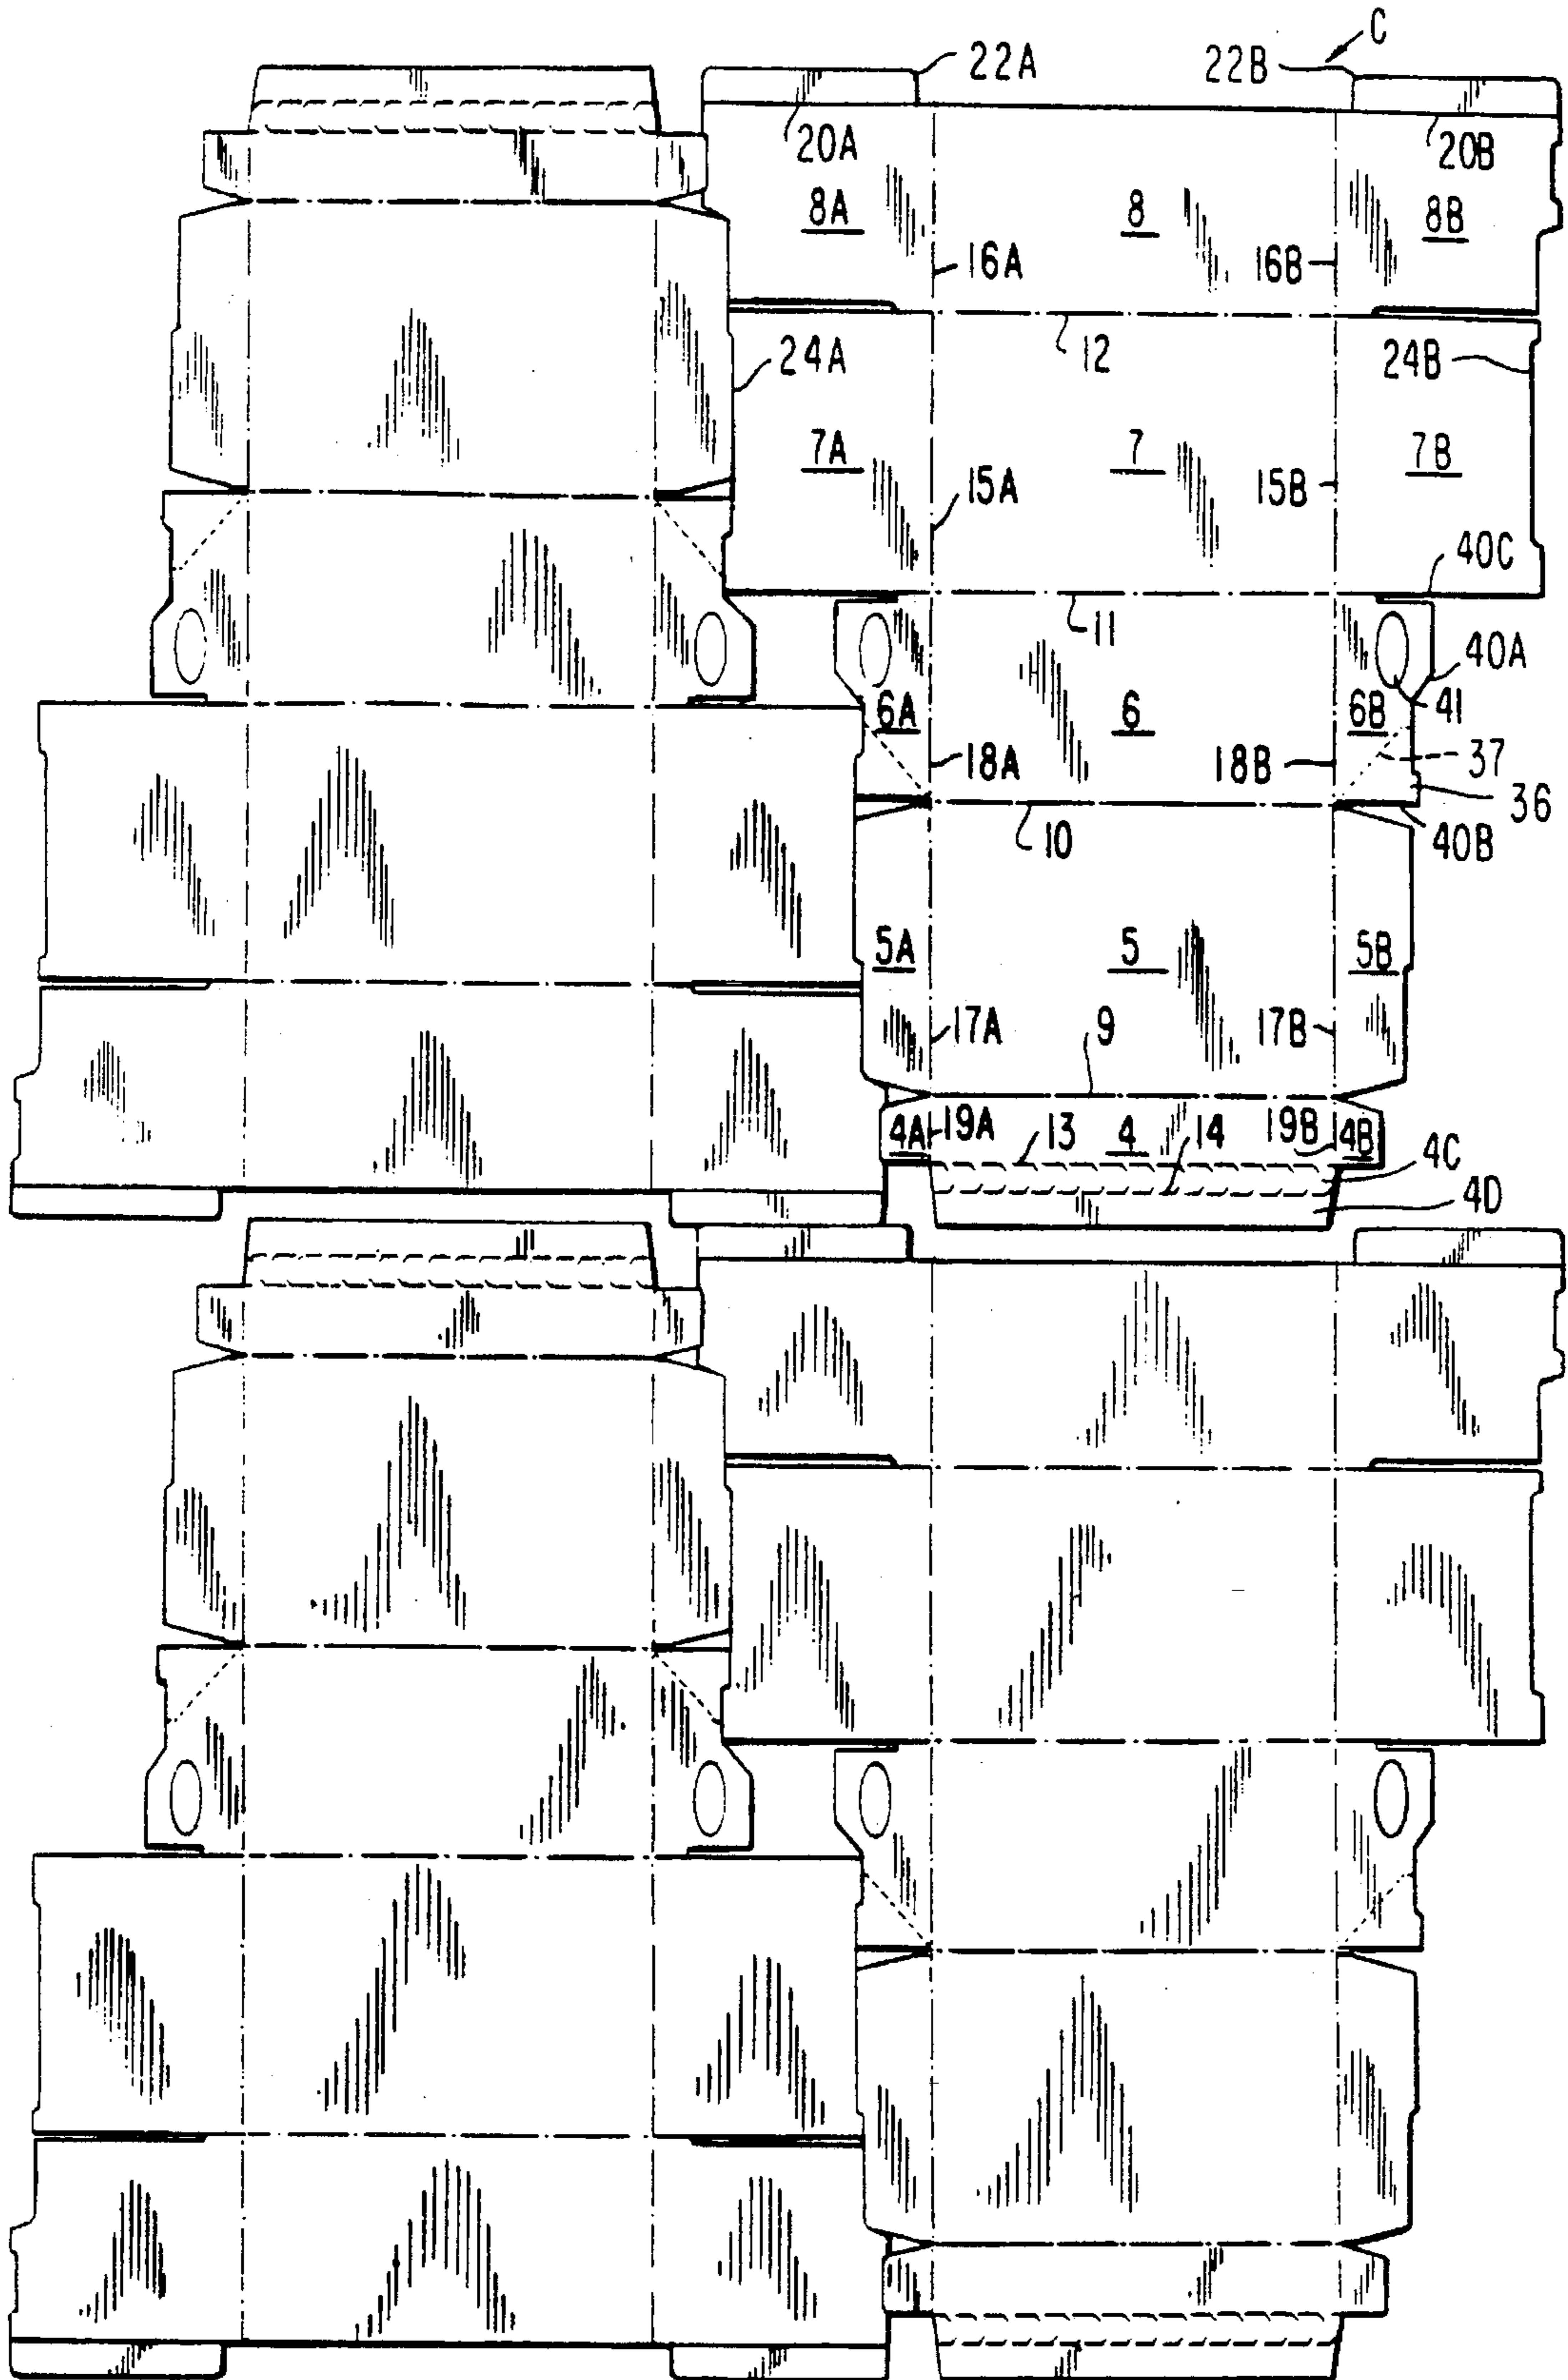 C
22A 22B
20A 20B
8A 8 8B
16A 16B
12
24A 24B
7A 7 7B
15A 15B
40C
11
40A
6A 6 6B 41
18A 18B 37
36
10 40B
5A 5 5B
17A 9 17B
4A 19A 13 4 14 19B 4B
4C
4D